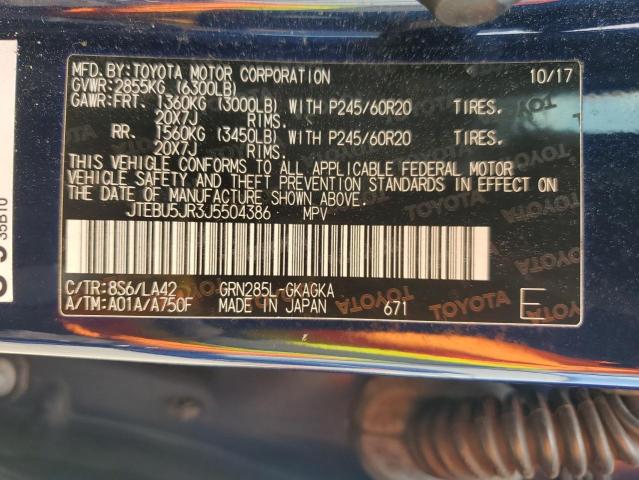 MFD. BY: TOYOTA MOTOR CORPORATION 10/17
GVWR: 2855KG (6300LB)
GAWR: FRT. 1360KG (3000LB) WITH P245/60R20 TIRES,
20X7J RIMS.
RR. 1560KG (3450LB) WITH P245/60R20 TIRES,
20X7J RIMS.
THIS VEHICLE CONFORMS TO ALL APPLICABLE FEDERAL MOTOR
VEHICLE SAFETY AND THEFT PREVENTION STANDARDS IN EFFECT ON
THE DATE OF MANUFACTURE SHOWN ABOVE.
JTEBU5JR3J5504386 MPV
C/TR: 8S6/LA42 GRN285L-GKAGKA
A/TM: A01A/A750F MADE IN JAPAN 671 E
TOYOTA
35B10